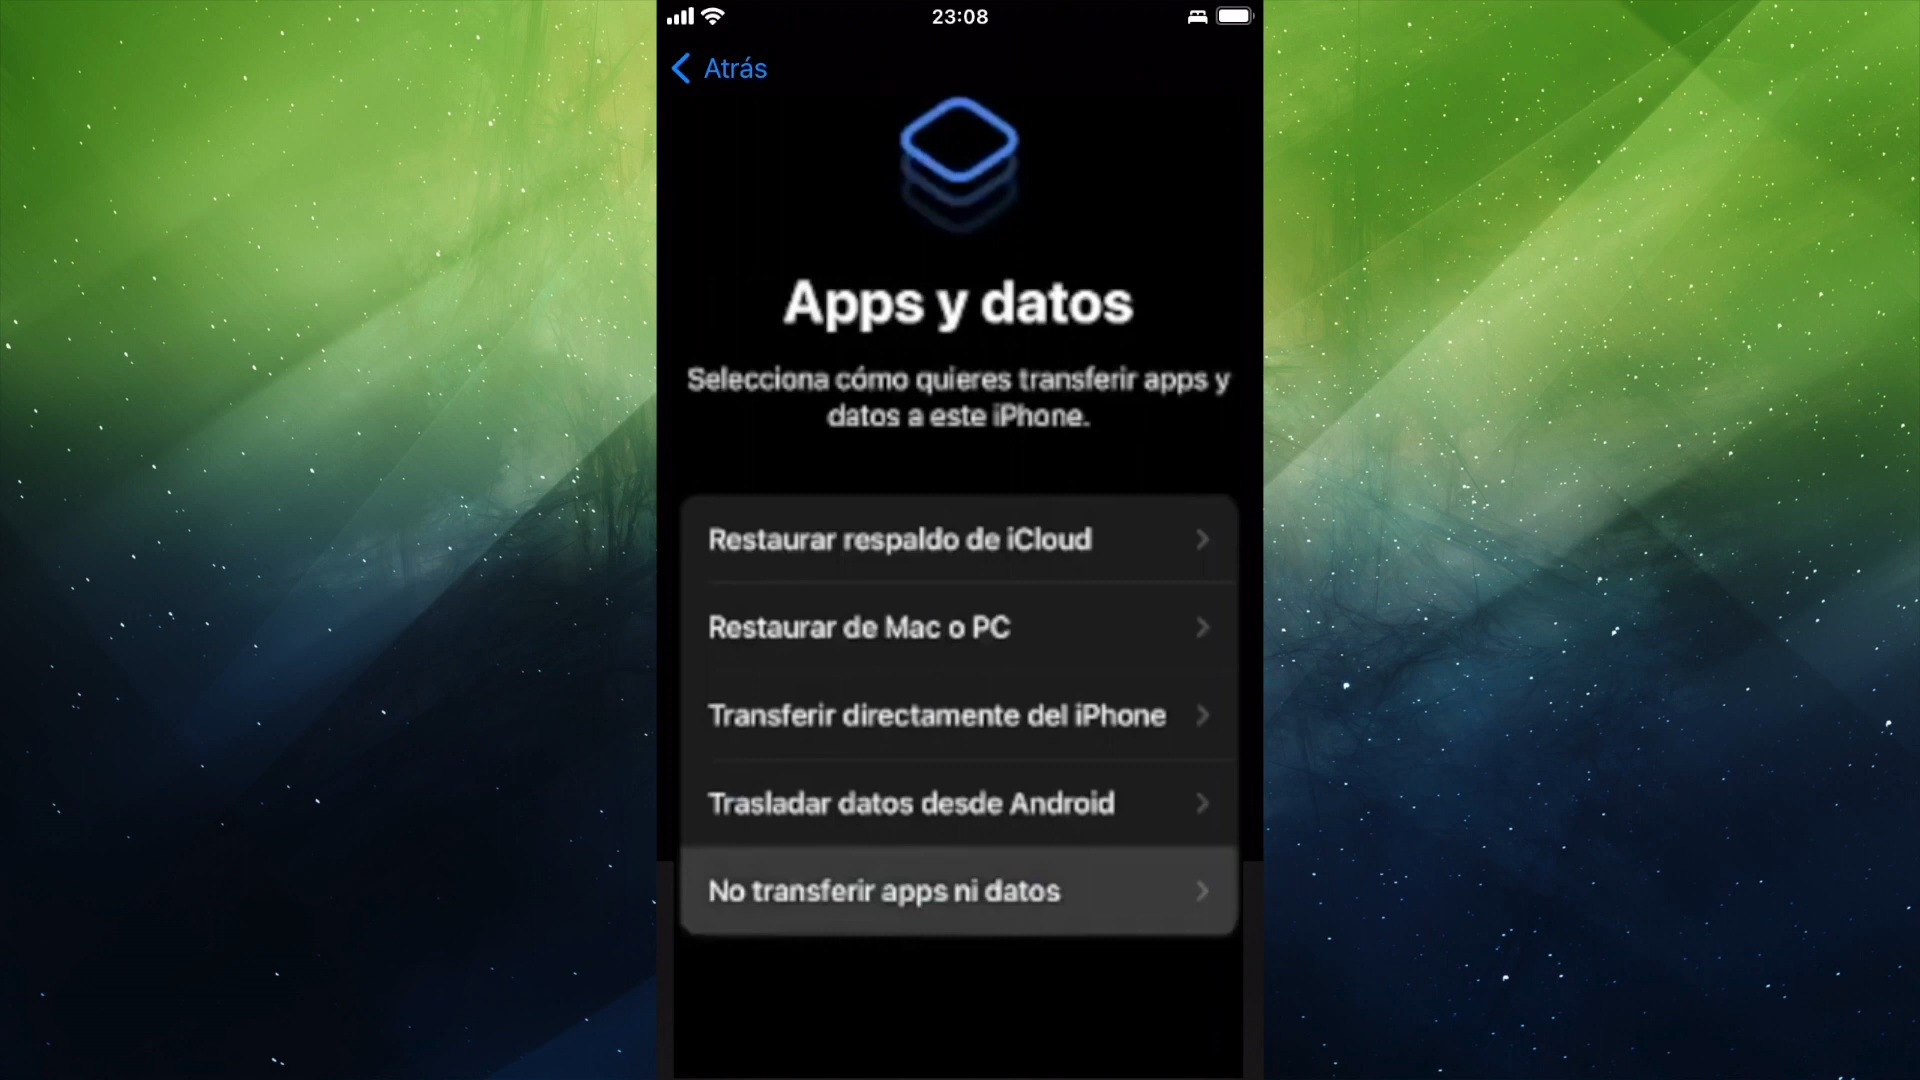 23:08
Atrás
Apps y datos
Selecciona cómo quieres transferir apps y
datos a este iPhone.
Restaurar respaldo de iCloud
Restaurar de Mac o PC
Transferir directamente del iPhone
Trasladar datos desde Android
No transferir apps ni datos